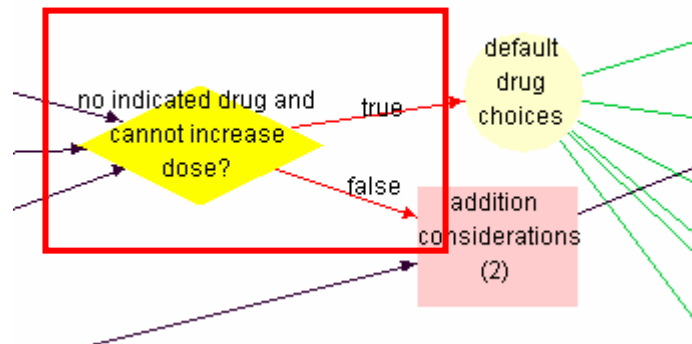 no indicated drug and
cannot increase
dose?
true
false
default
drug
choices
addition
considerations
(2)